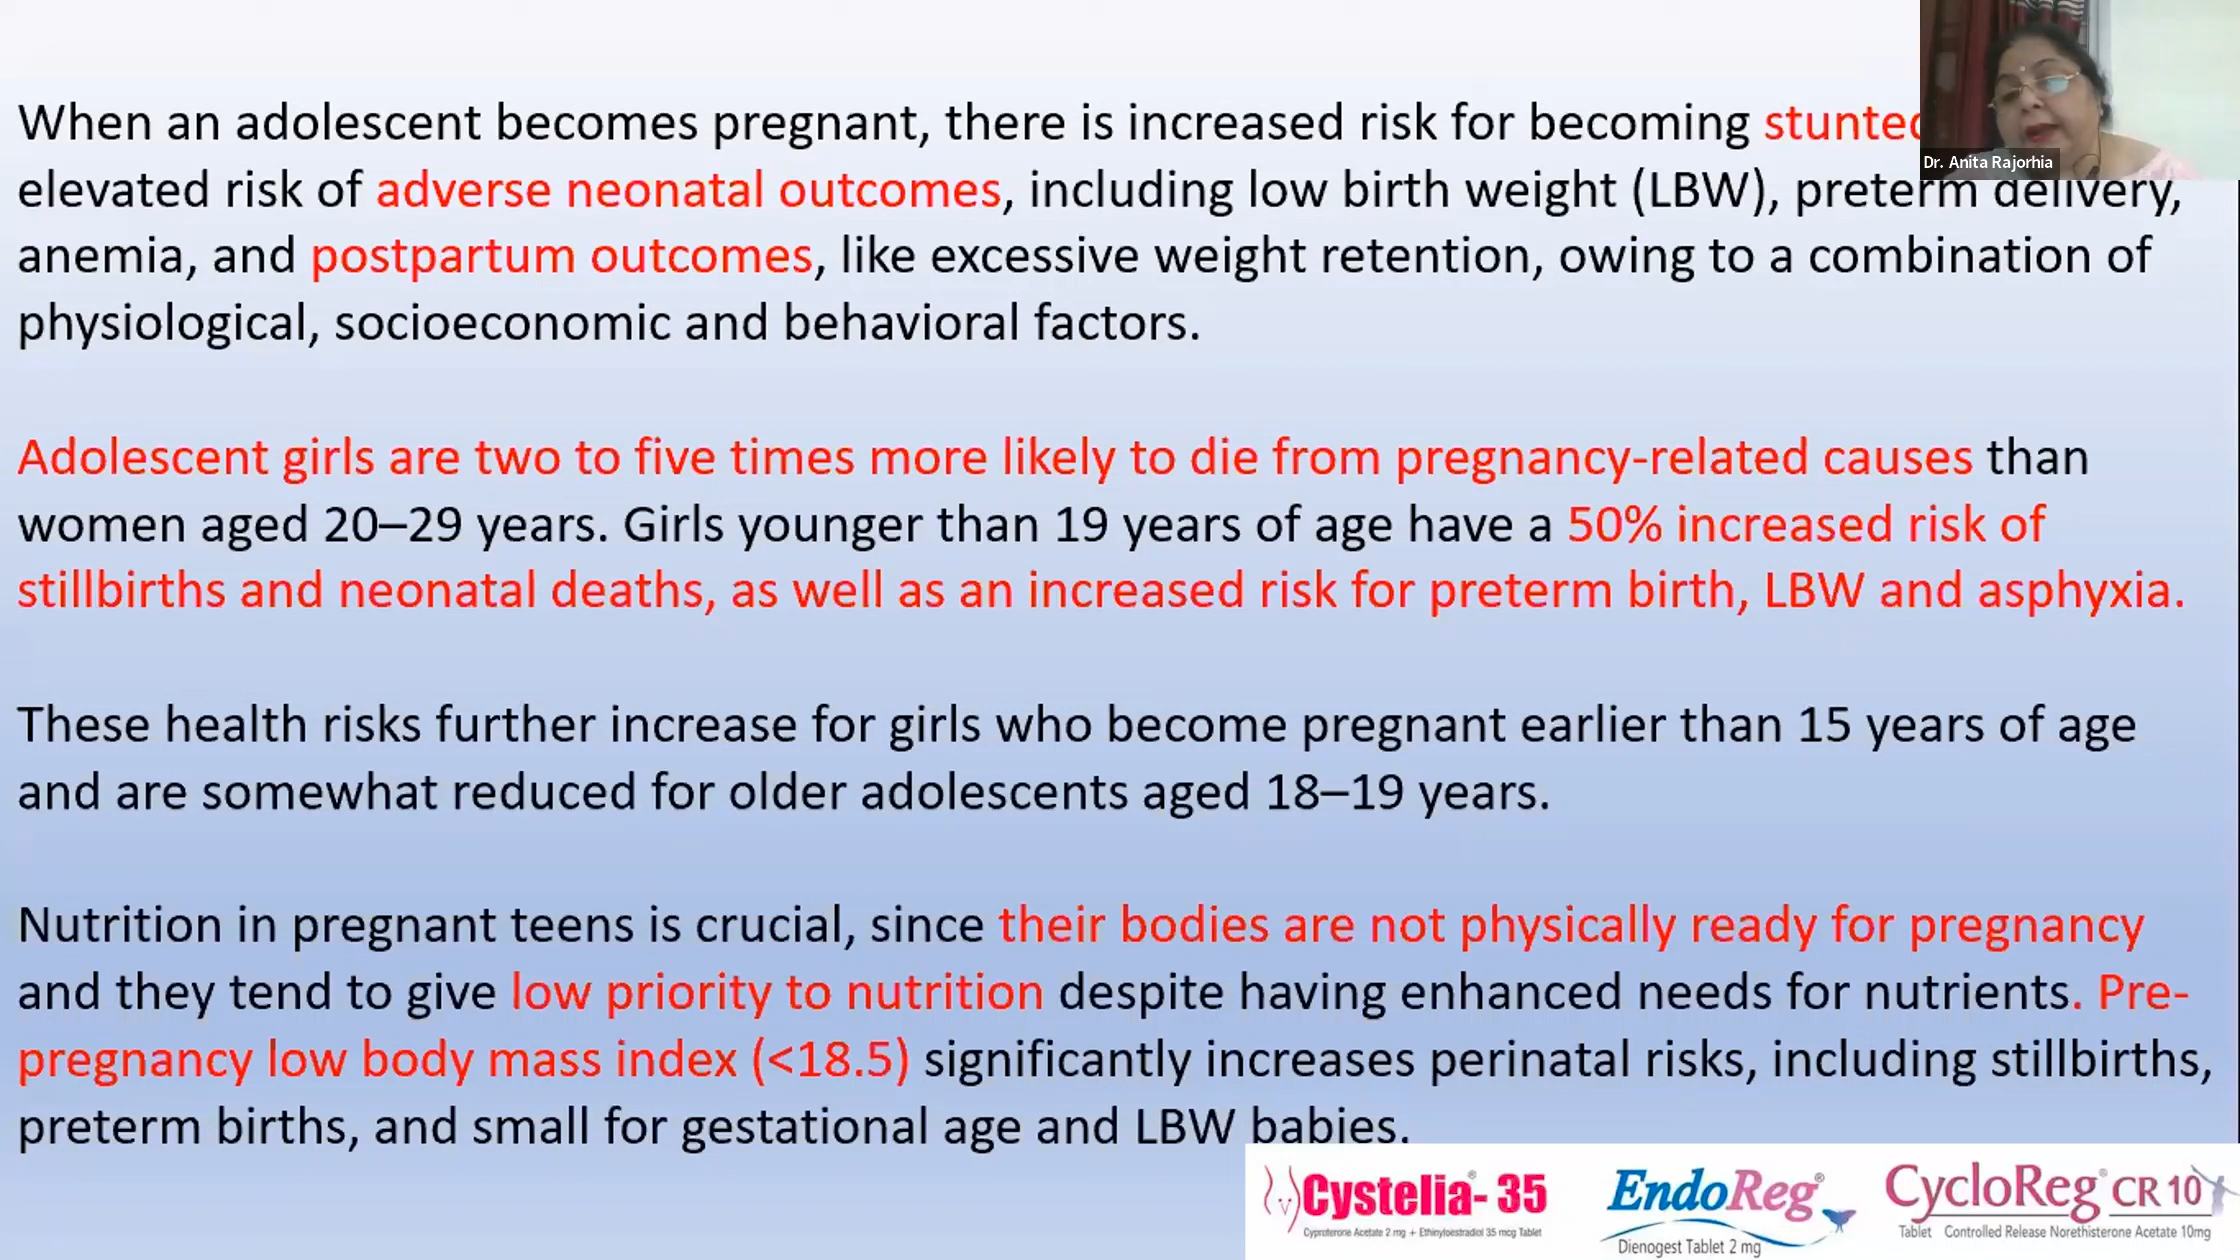 When an adolescent becomes pregnant, there is increased risk for becoming stunted
elevated risk of adverse neonatal outcomes, including low birth weight (LBW), preterm delivery,
anemia, and postpartum outcomes, like excessive weight retention, owing to a combination of
physiological, socioeconomic and behavioral factors.
Adolescent girls are two to five times more likely to die from pregnancy-related causes than
women aged 20–29 years. Girls younger than 19 years of age have a 50% increased risk of
stillbirths and neonatal deaths, as well as an increased risk for preterm birth, LBW and asphyxia.
These health risks further increase for girls who become pregnant earlier than 15 years of age
and are somewhat reduced for older adolescents aged 18–19 years.
Nutrition in pregnant teens is crucial, since their bodies are not physically ready for pregnancy
and they tend to give low priority to nutrition despite having enhanced needs for nutrients. Pre-
pregnancy low body mass index (<18.5) significantly increases perinatal risks, including stillbirths,
preterm births, and small for gestational age and LBW babies.
Dr. Anita Rajorhia
Cystelia®- 35
Cyproterone Acetate 2 mg + Ethinyloestradiol 35 mcg Tablet
EndoReg®
Dienogest Tablet 2 mg
CycloReg® CR 10
Tablet Controlled Release Norethisterone Acetate 10mg